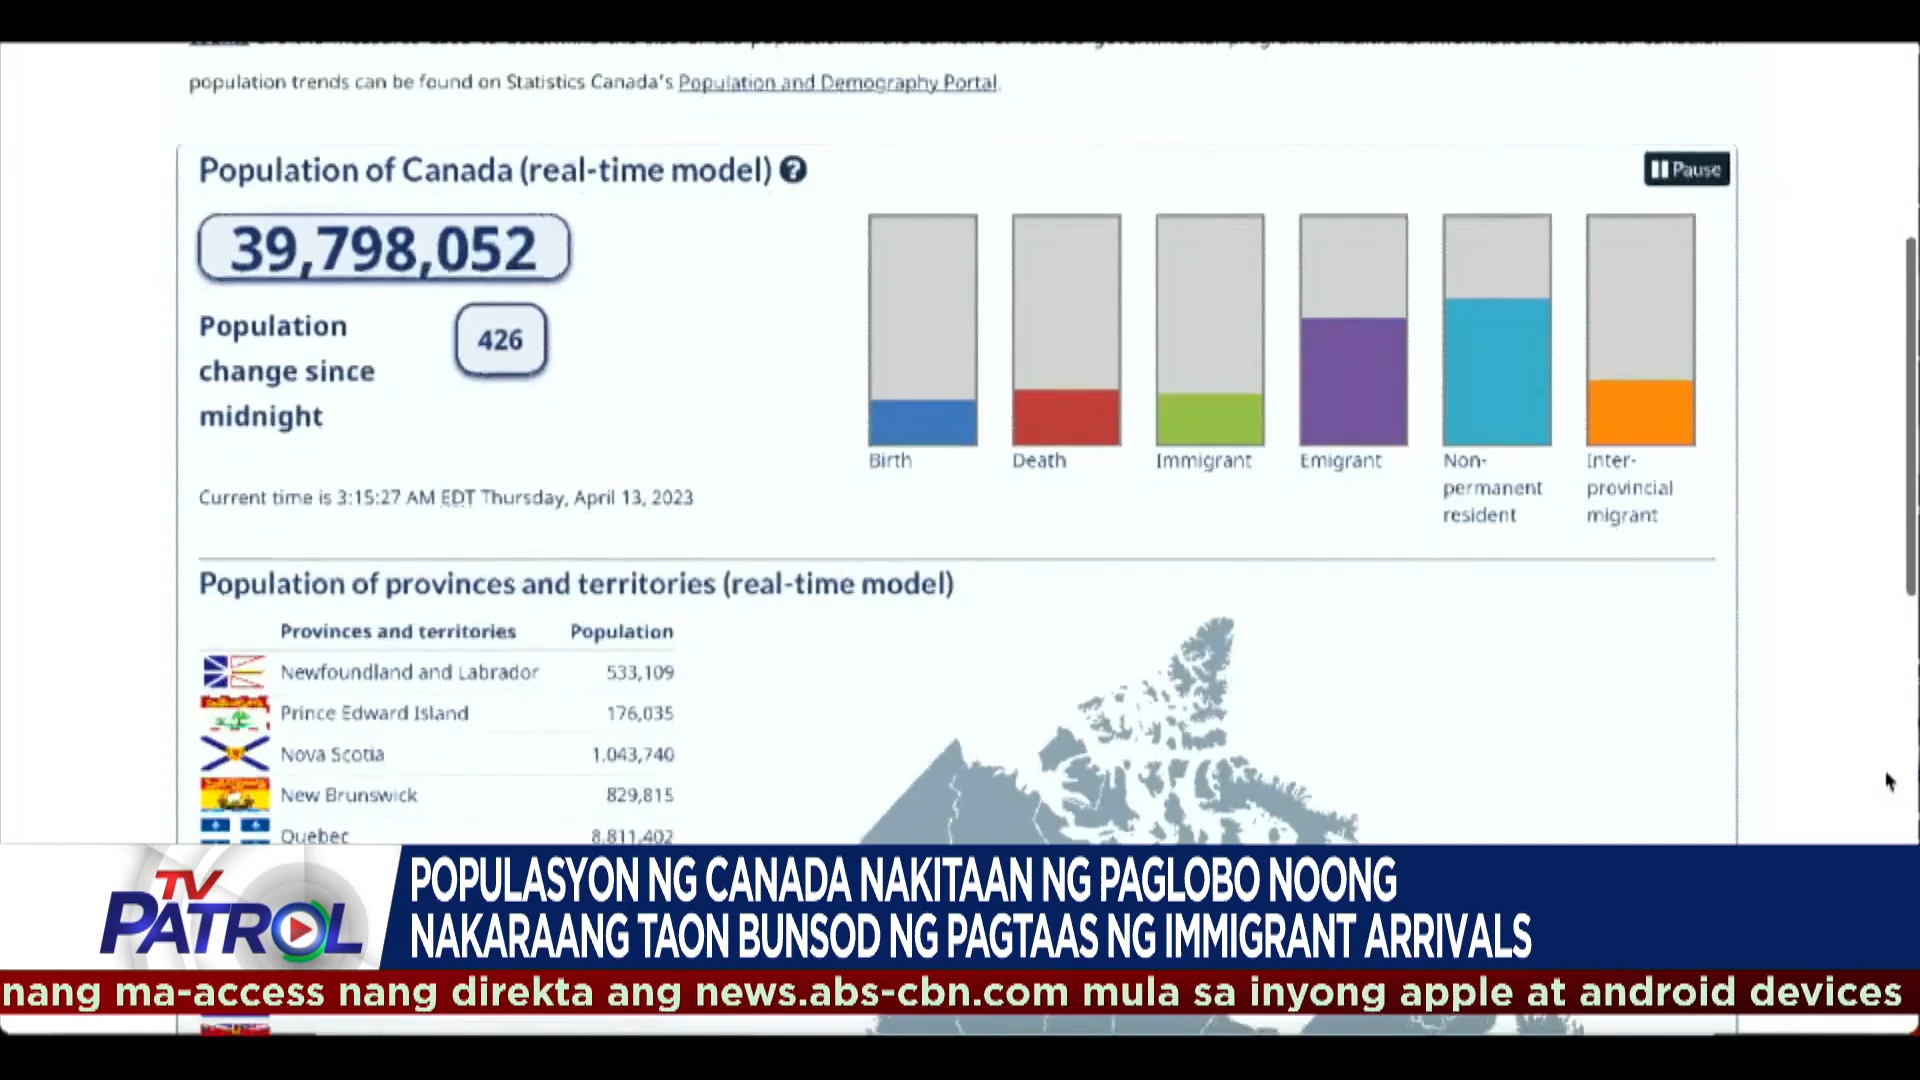 population trends can be found on Statistics Canada's Population and Demography Portal.
Population of Canada (real-time model) ?
Pause
39,798,052
Population change since midnight
426
Birth
Death
Immigrant
Emigrant
Non-permanent resident
Inter-provincial migrant
Current time is 3:15:27 AM EDT Thursday, April 13, 2023
Population of provinces and territories (real-time model)
Provinces and territories Population
Newfoundland and Labrador 533,109
Prince Edward Island 176,035
Nova Scotia 1,043,740
New Brunswick 829,815
Quebec 8,811,402
TV PATROL
POPULASYON NG CANADA NAKITAAN NG PAGLOBO NOONG
NAKARAANG TAON BUNSOD NG PAGTAAS NG IMMIGRANT ARRIVALS
nang ma-access nang direkta ang news.abs-cbn.com mula sa inyong apple at android devices